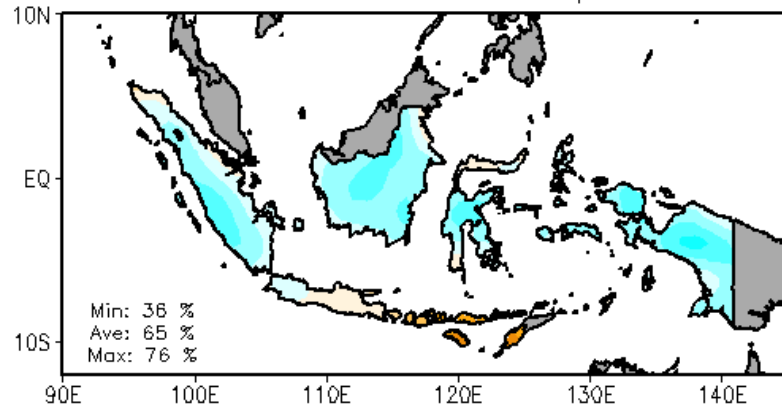 10N
EQ
10S
Min: 36 %
Ave: 65 %
Max: 76 %
90E 100E 110E 120E 130E 140E